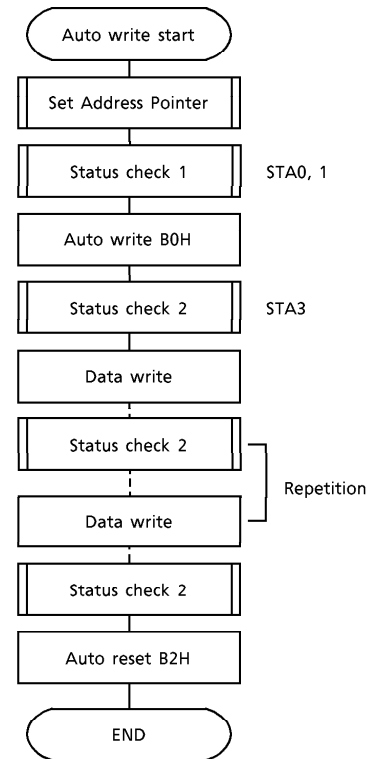 Auto write start
Set Address Pointer
Status check 1
STA0, 1
Auto write B0H
Status check 2
STA3
Data write
Status check 2
Repetition
Data write
Status check 2
Auto reset B2H
END